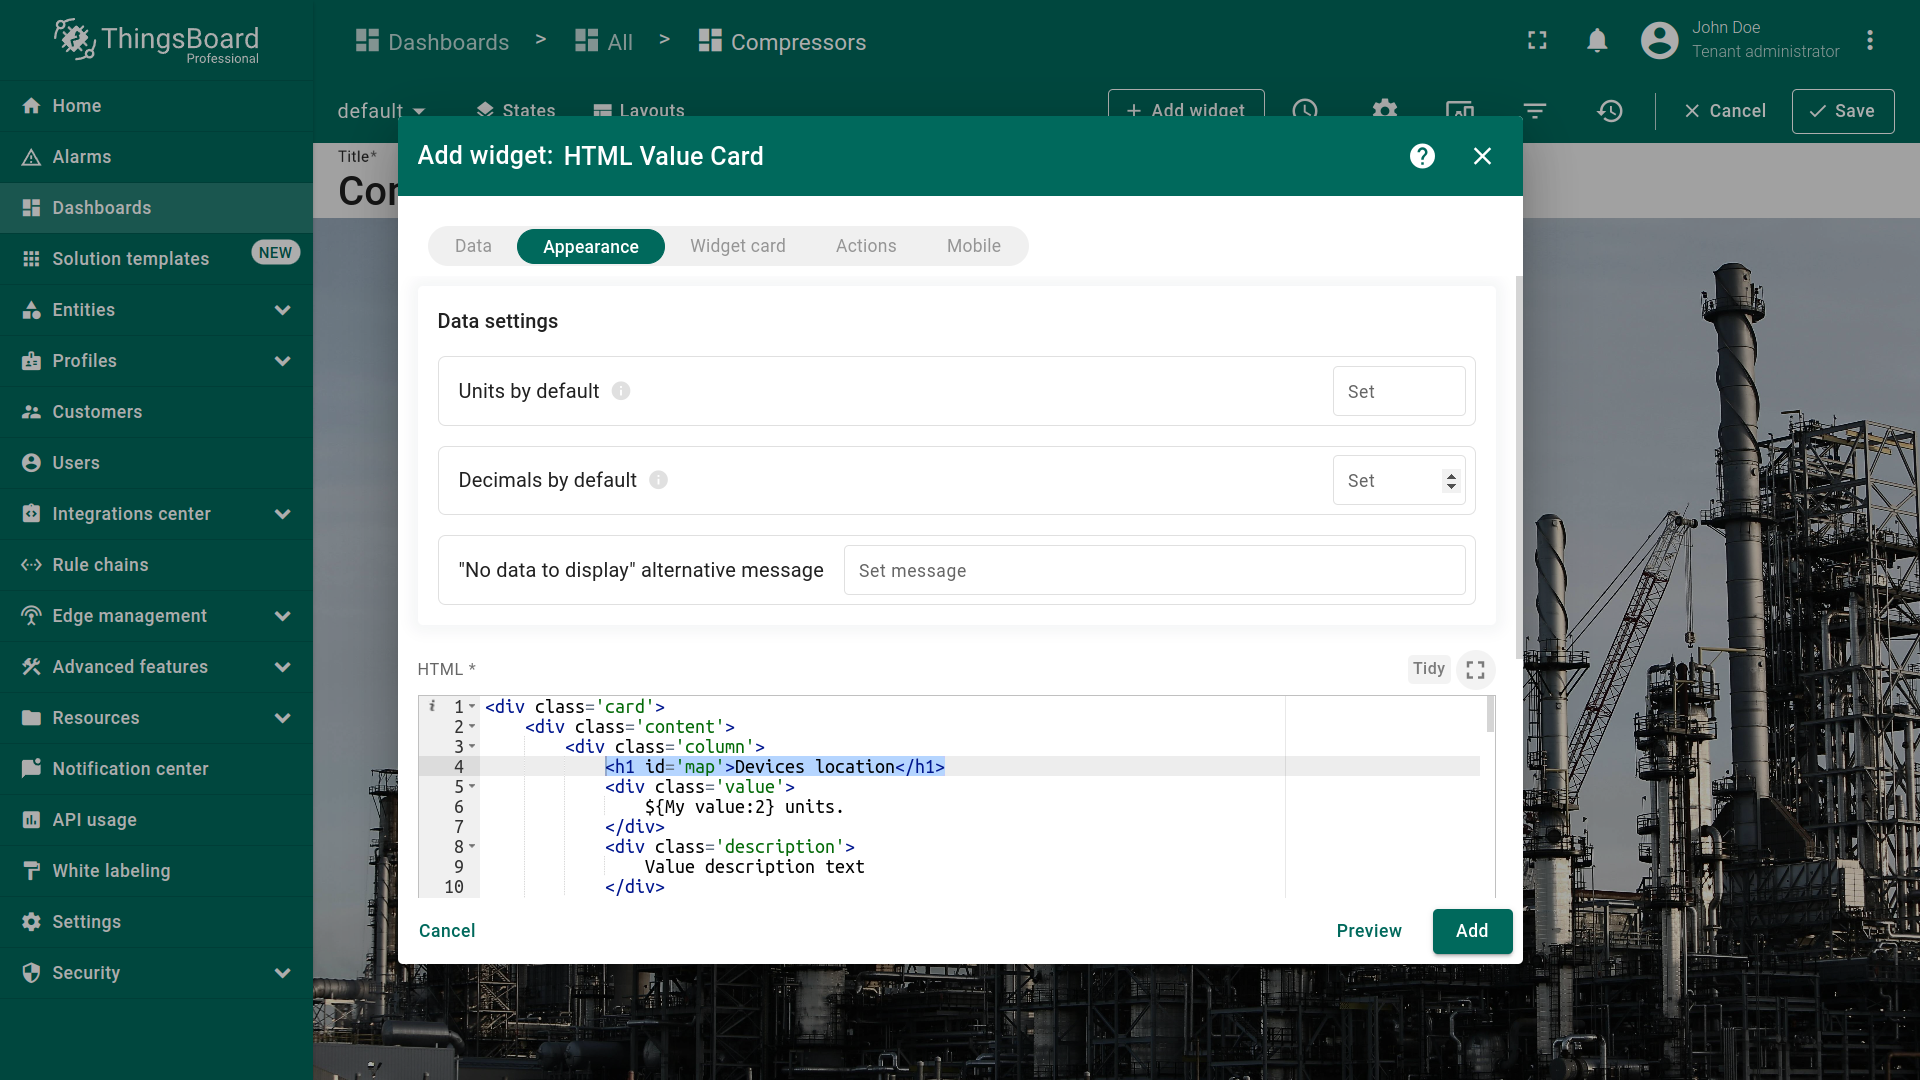 ThingsBoard
Professional
Dashboards > All > Compressors
John Doe
Tenant administrator
Home
Alarms
Dashboards
Solution templates NEW
Entities
Profiles
Customers
Users
Integrations center
Rule chains
Edge management
Advanced features
Resources
Notification center
API usage
White labeling
Settings
Security
default States Layouts + Add widget Cancel Save
Title*
Add widget: HTML Value Card
Data Appearance Widget card Actions Mobile
Data settings
Units by default Set
Decimals by default Set
"No data to display" alternative message Set message
HTML * Tidy
1 <div class='card'>
2 <div class='content'>
3 <div class='column'>
4 <h1 id='map'>Devices location</h1>
5 <div class='value'>
6 ${My value:2} units.
7 </div>
8 <div class='description'>
9 Value description text
10 </div>
Cancel Preview Add